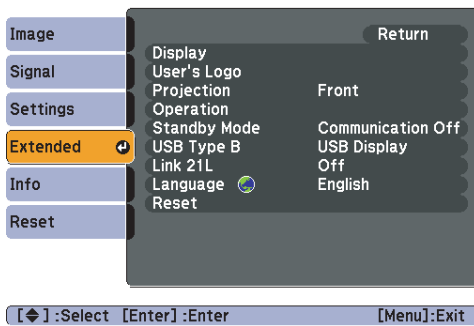 Image
Signal
Settings
Extended
Info
Reset
Return
Display
User's Logo
Projection Front
Operation
Standby Mode Communication Off
USB Type B USB Display
Link 21L Off
Language English
Reset
[◆] :Select [Enter] :Enter [Menu]:Exit